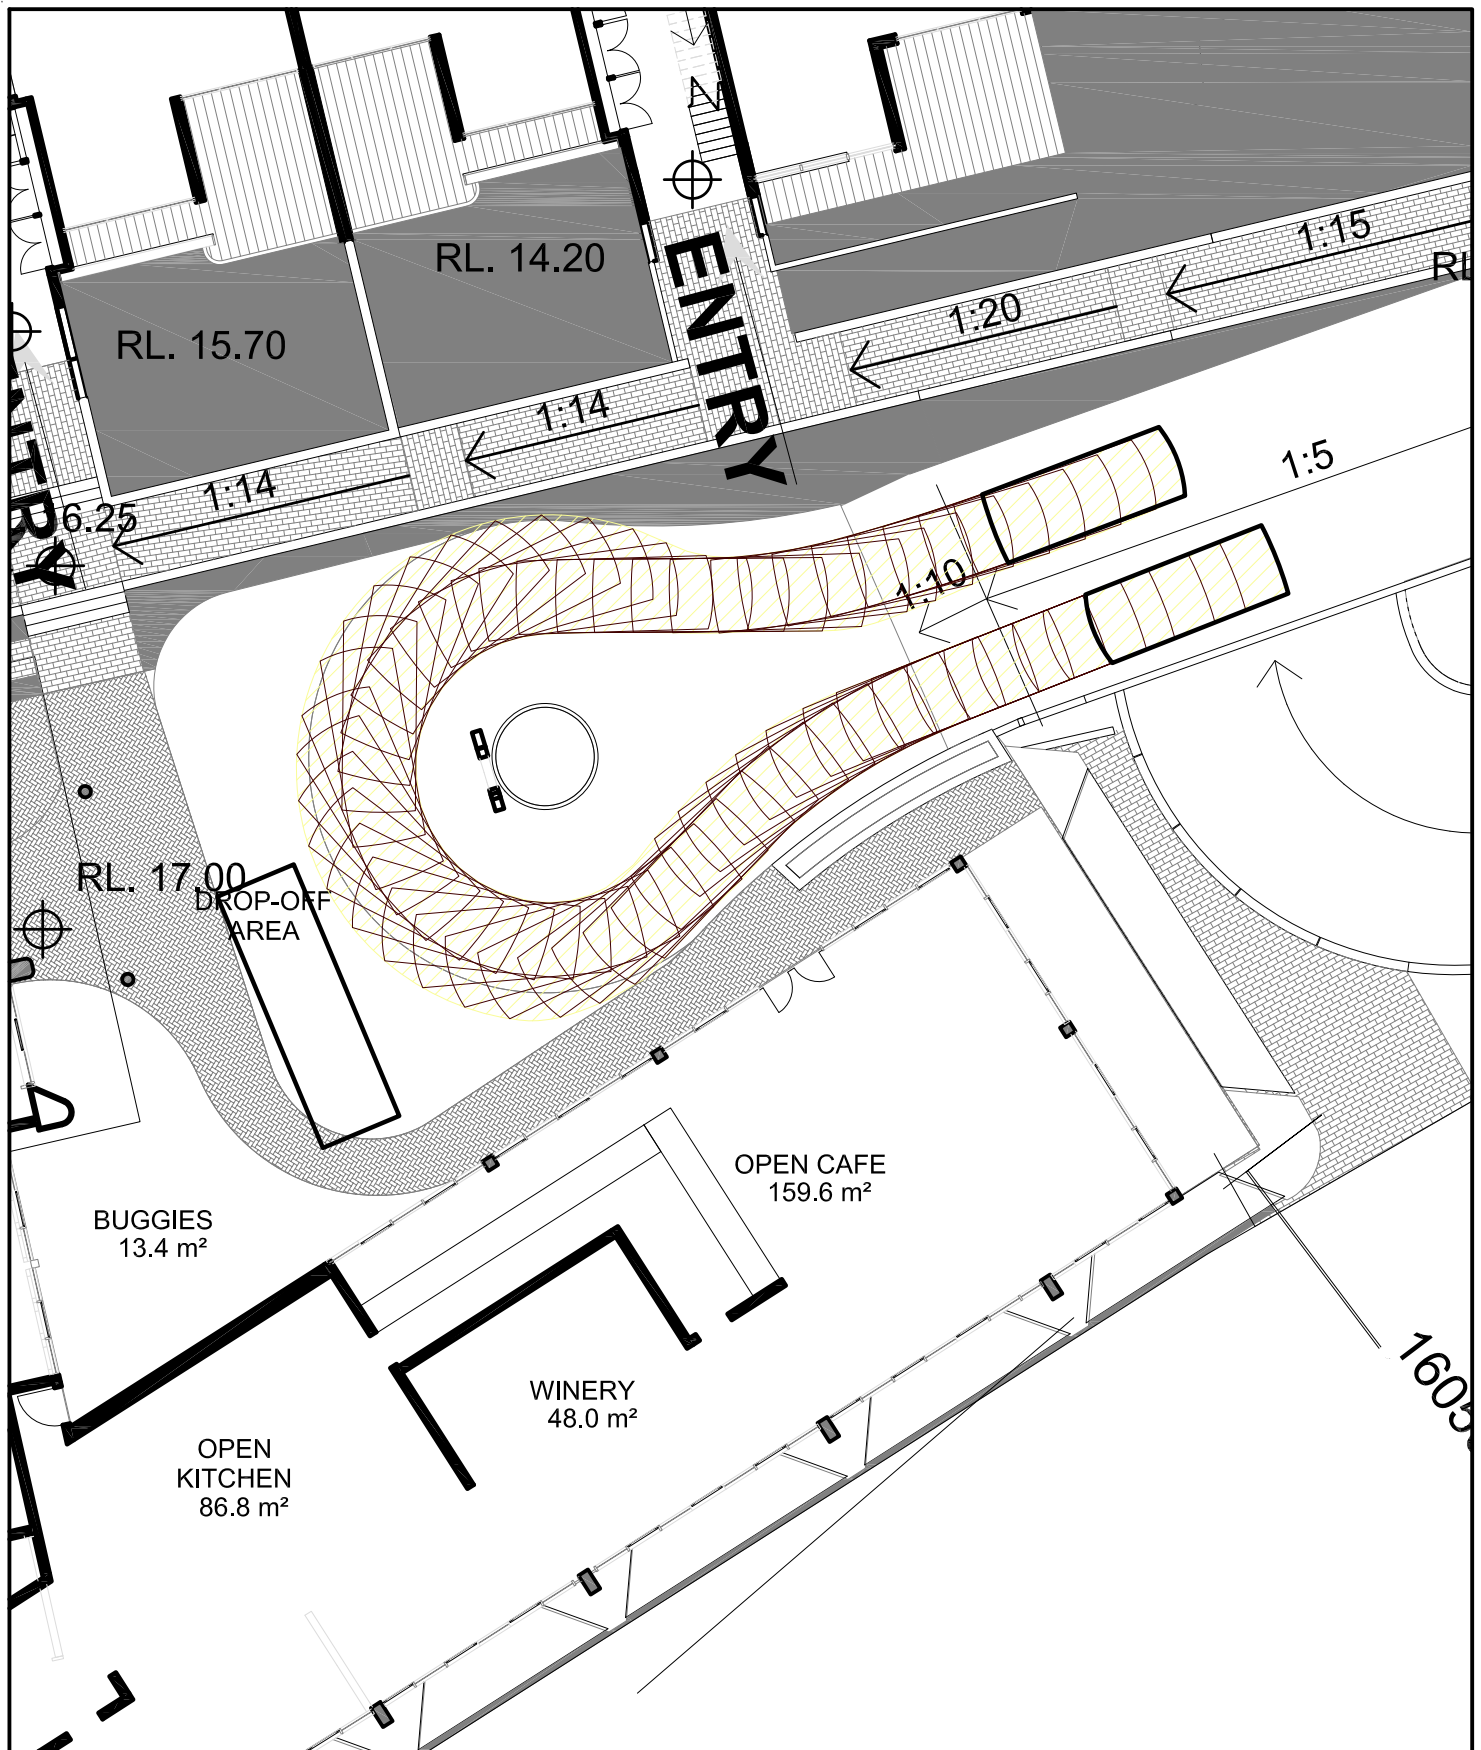 1:15
RL. 14.20
ENTRY
1:20
RL. 15.70
1:14
1:5
1:14
6.25
1:10
RL. 17.00
DROP-OFF
AREA
OPEN CAFE
159.6 m²
BUGGIES
13.4 m²
WINERY
48.0 m²
OPEN
KITCHEN
86.8 m²